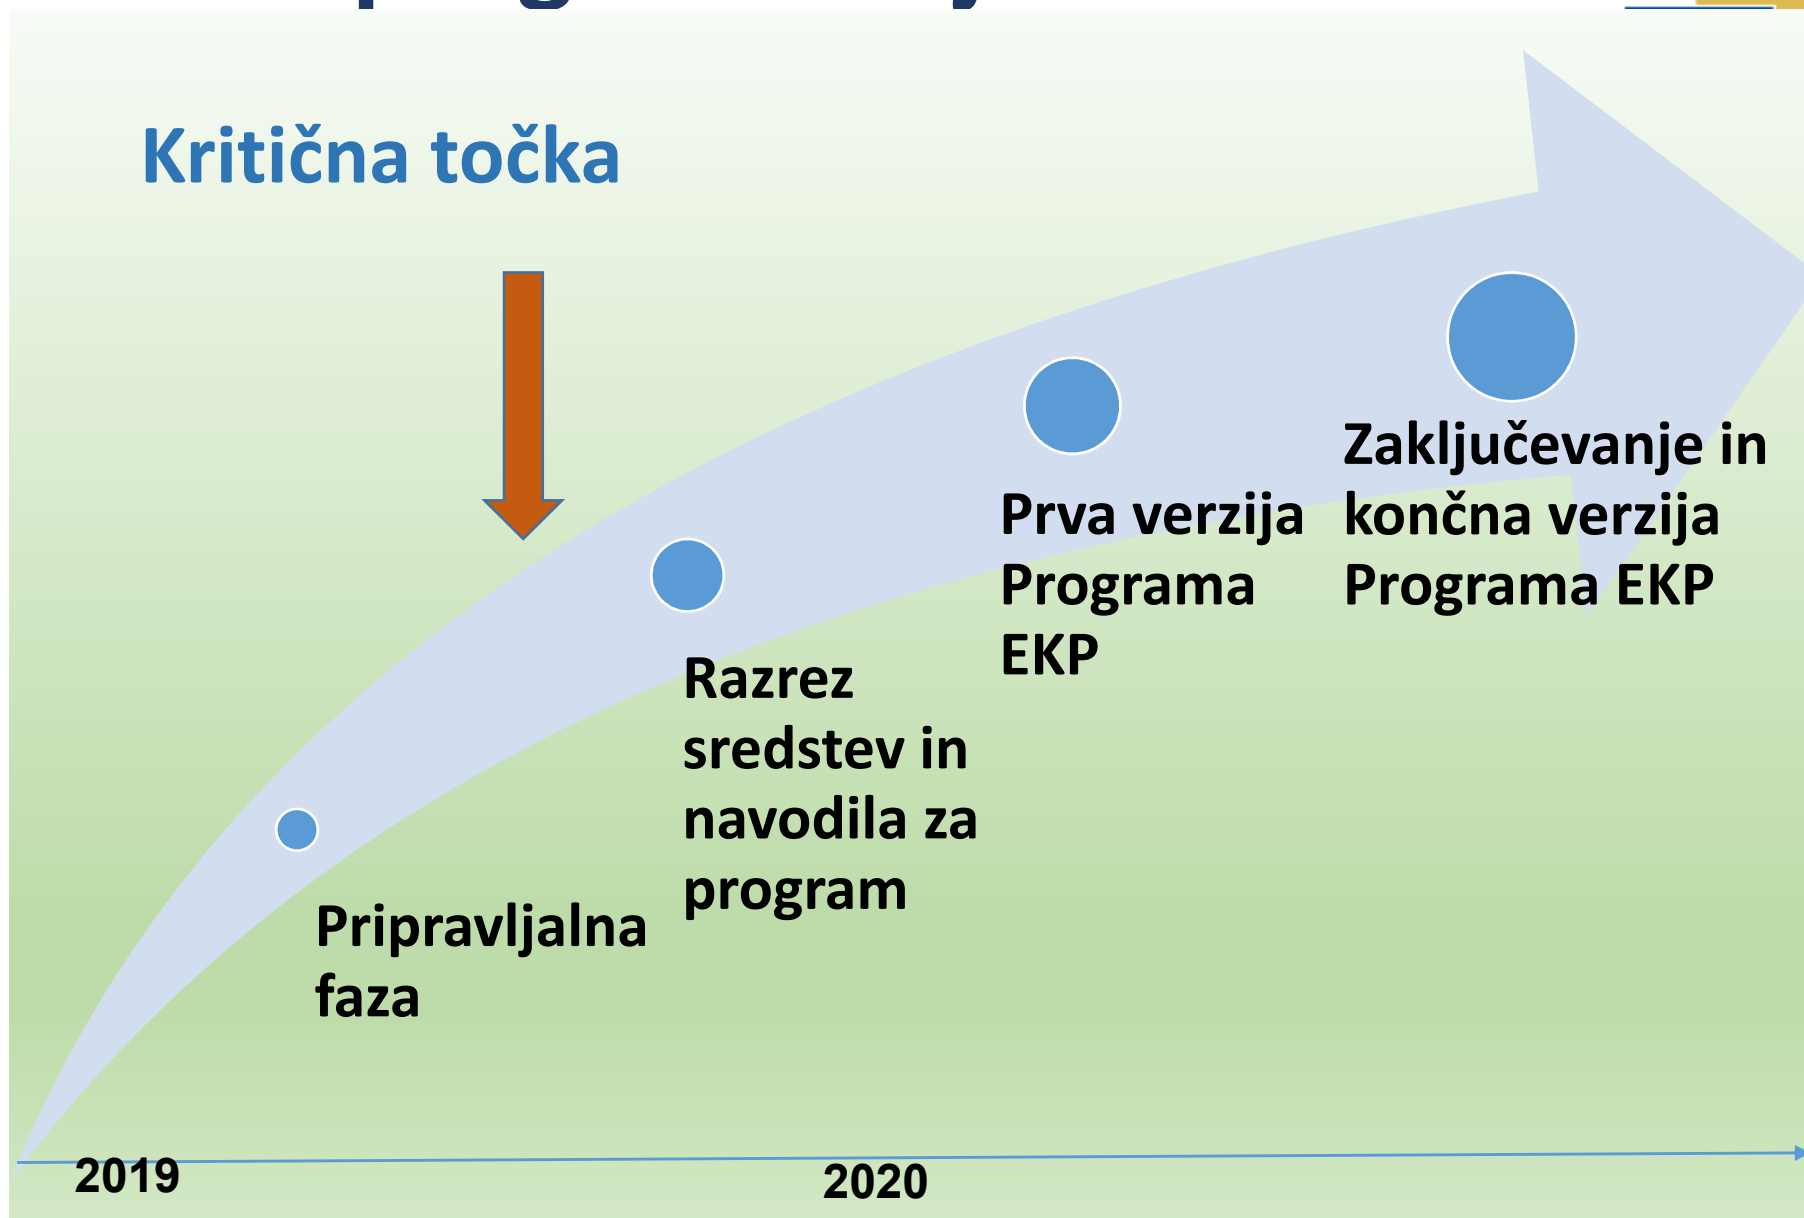 Kritična točka
Zaključevanje in
končna verzija
Programa EKP
Prva verzija
Programa
EKP
Razrez
sredstev in
navodila za
program
Pripravljalna
faza
2019
2020